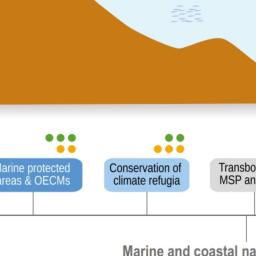 Marine protected
areas & OECMs
Conservation of
climate refugia
Transbo
MSP an
Marine and coastal na